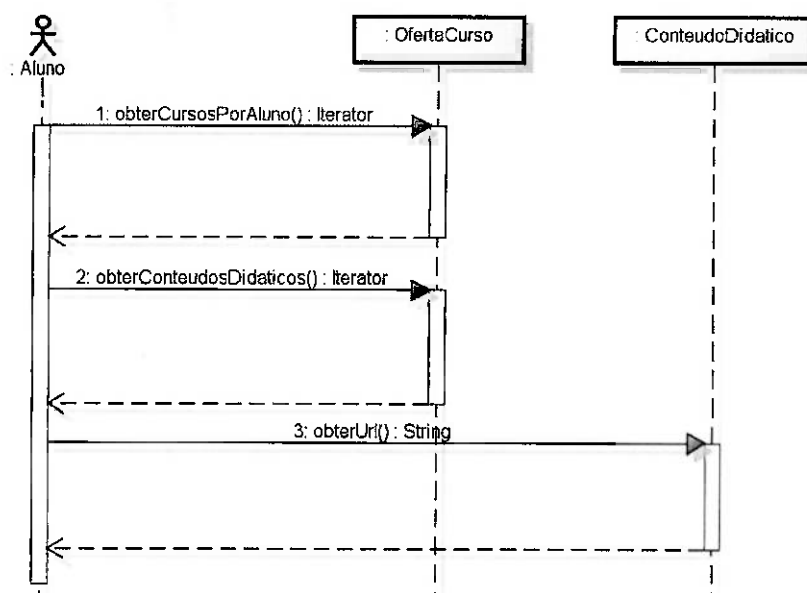 : Aluno
: OfertaCurso
: ConteudoDidatico
1: obterCursosPorAluno() : Iterator
2: obterConteudosDidaticos() : Iterator
3: obterUrl() : String